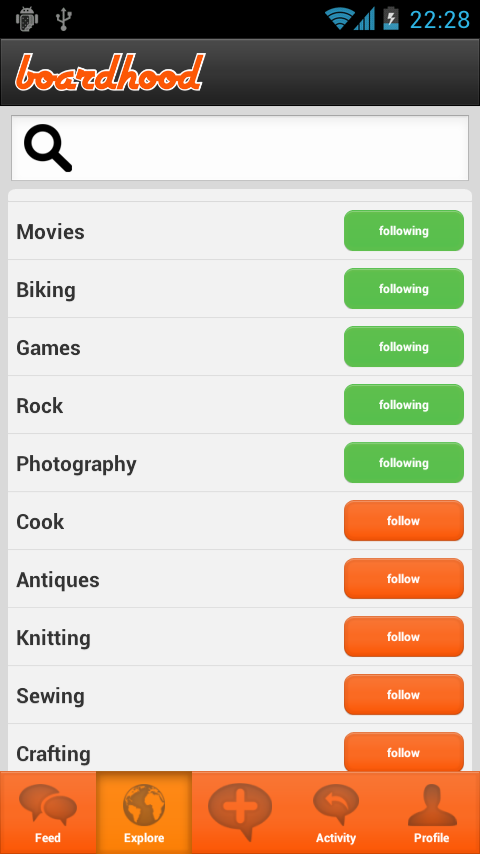 22:28
boardhood
Movies following
Biking following
Games following
Rock following
Photography following
Cook follow
Antiques follow
Knitting follow
Sewing follow
Crafting follow
Feed Explore Activity Profile